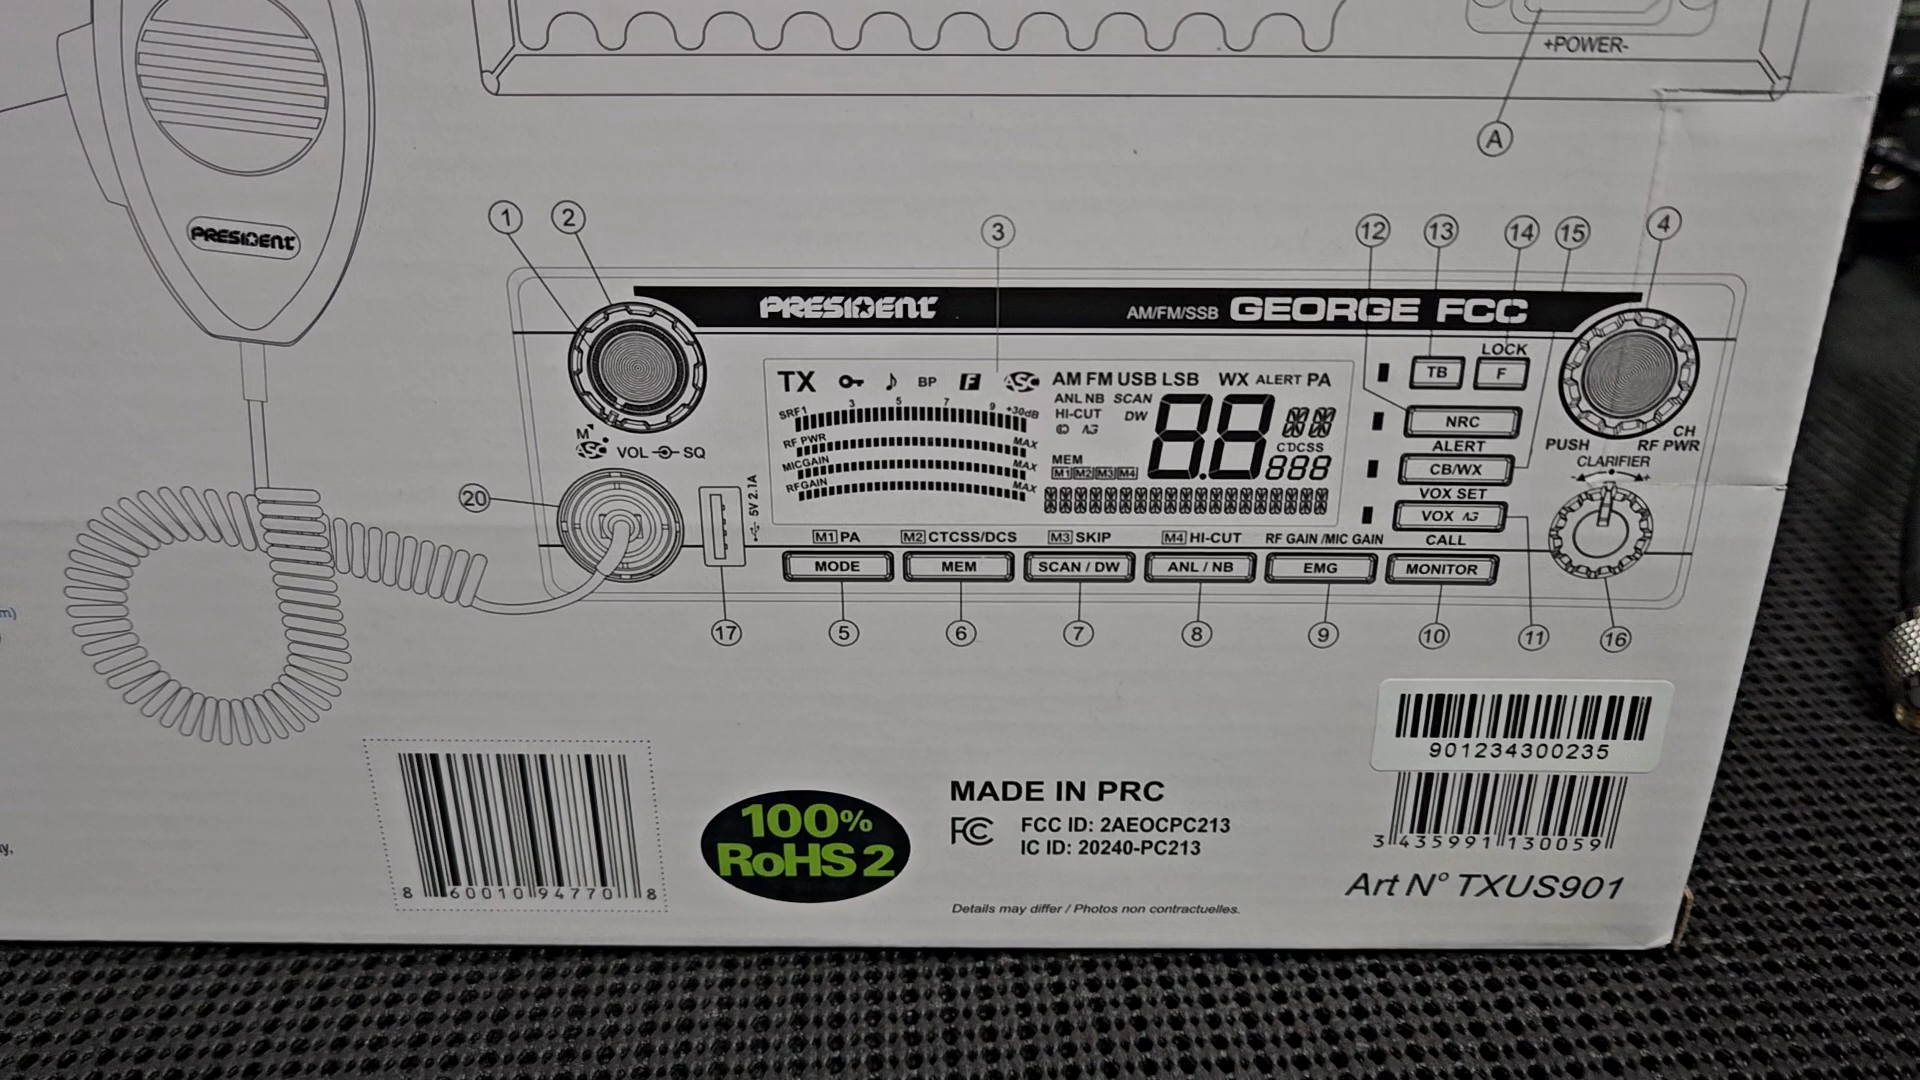 +POWER-
A
PRESIDENT
1
2
3
12
13
14
15
4
PRESIDENT
AM/FM/SSB GEORGE FCC
LOCK
TX
BP
F
ASC
AM FM USB LSB WX ALERT PA
TB
F
ANL NB SCAN
HI-CUT DW
SRF1 3 5 7 9 +30dB
RF PWR MAX
MICGAIN MAX
RFGAIN MAX
MEM
M1 M2 M3 M4
8.8
CTCSS
888
NRC
ALERT
CB/WX
VOX SET
VOX
CALL
PUSH
CH
RF PWR
CLARIFIER
- +
M
ASC
VOL SQ
20
5V 2.1A
M1 PA
M2 CTCSS/DCS
M3 SKIP
M4 HI-CUT
RF GAIN /MIC GAIN
MODE
MEM
SCAN / DW
ANL / NB
EMG
MONITOR
17
5
6
7
8
9
10
11
16
m)
901234300235
3 435991 130059
Art N° TXUS901
8 60010 94770 8
100%
RoHS 2
MADE IN PRC
FC
FCC ID: 2AEOCPC213
IC ID: 20240-PC213
Details may differ / Photos non contractuelles.